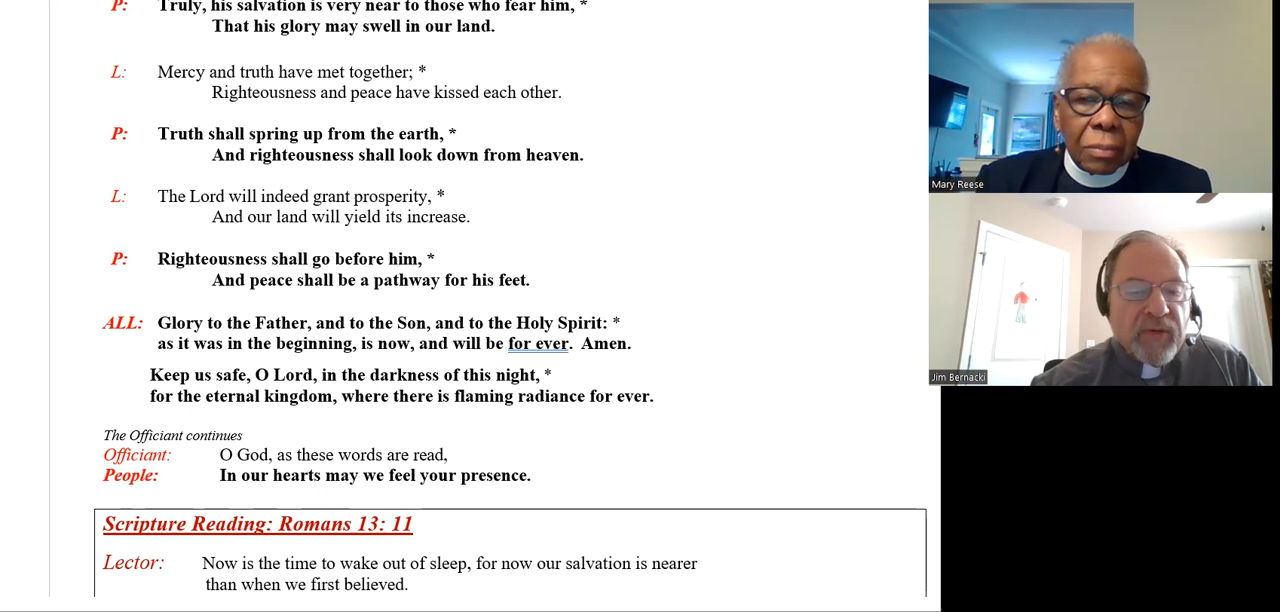 P: Truly, his salvation is very near to those who fear him, *
That his glory may swell in our land.
L: Mercy and truth have met together; *
Righteousness and peace have kissed each other.
P: Truth shall spring up from the earth, *
And righteousness shall look down from heaven.
L: The Lord will indeed grant prosperity, *
And our land will yield its increase.
P: Righteousness shall go before him, *
And peace shall be a pathway for his feet.
ALL: Glory to the Father, and to the Son, and to the Holy Spirit: *
as it was in the beginning, is now, and will be for ever. Amen.
Keep us safe, O Lord, in the darkness of this night, *
for the eternal kingdom, where there is flaming radiance for ever.
The Officiant continues
Officiant: O God, as these words are read,
People: In our hearts may we feel your presence.
Scripture Reading: Romans 13: 11
Lector: Now is the time to wake out of sleep, for now our salvation is nearer
than when we first believed.
Mary Reese
Jim Bernacki